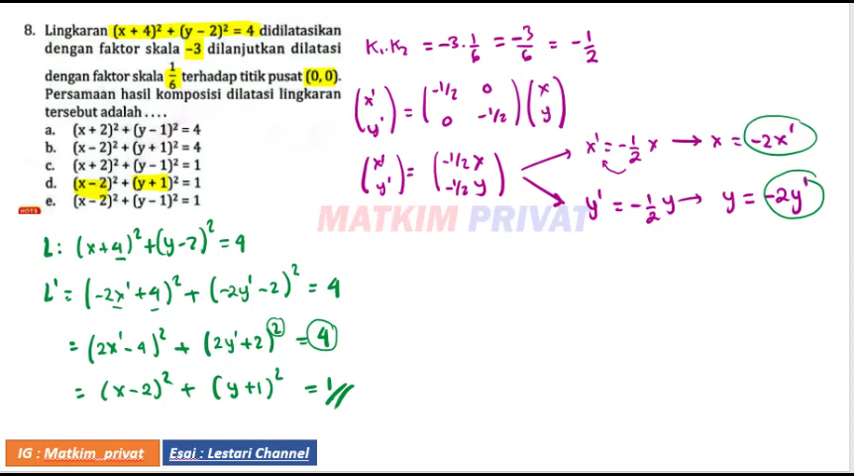 8. Lingkaran (x + 4)² + (y – 2)² = 4 didilatasikan
dengan faktor skala –3 dilanjutkan dilatasi
dengan faktor skala 1/6 terhadap titik pusat (0, 0).
Persamaan hasil komposisi dilatasi lingkaran
tersebut adalah . . . .
a. (x + 2)² + (y – 1)² = 4
b. (x – 2)² + (y + 1)² = 4
c. (x + 2)² + (y – 1)² = 1
d. (x – 2)² + (y + 1)² = 1
e. (x – 2)² + (y – 1)² = 1
HOTS
K₁.K₂ = -3 . 1/6 = -3/6 = -1/2
(x' y') = (-1/2 0 0 -1/2) (x y)
(x' y') = (-1/2 x -1/2 y)
x' = -1/2 x → x = -2x'
y' = -1/2 y → y = -2y'
MATKIM PRIVAT
L : (x+4)² + (y-2)² = 4
L' = (-2x'+4)² + (-2y'-2)² = 4
= (2x'-4)² + (2y'+2)² = 4
= (x-2)² + (y+1)² = 1//
IG : Matkim_privat
Esai : Lestari Channel